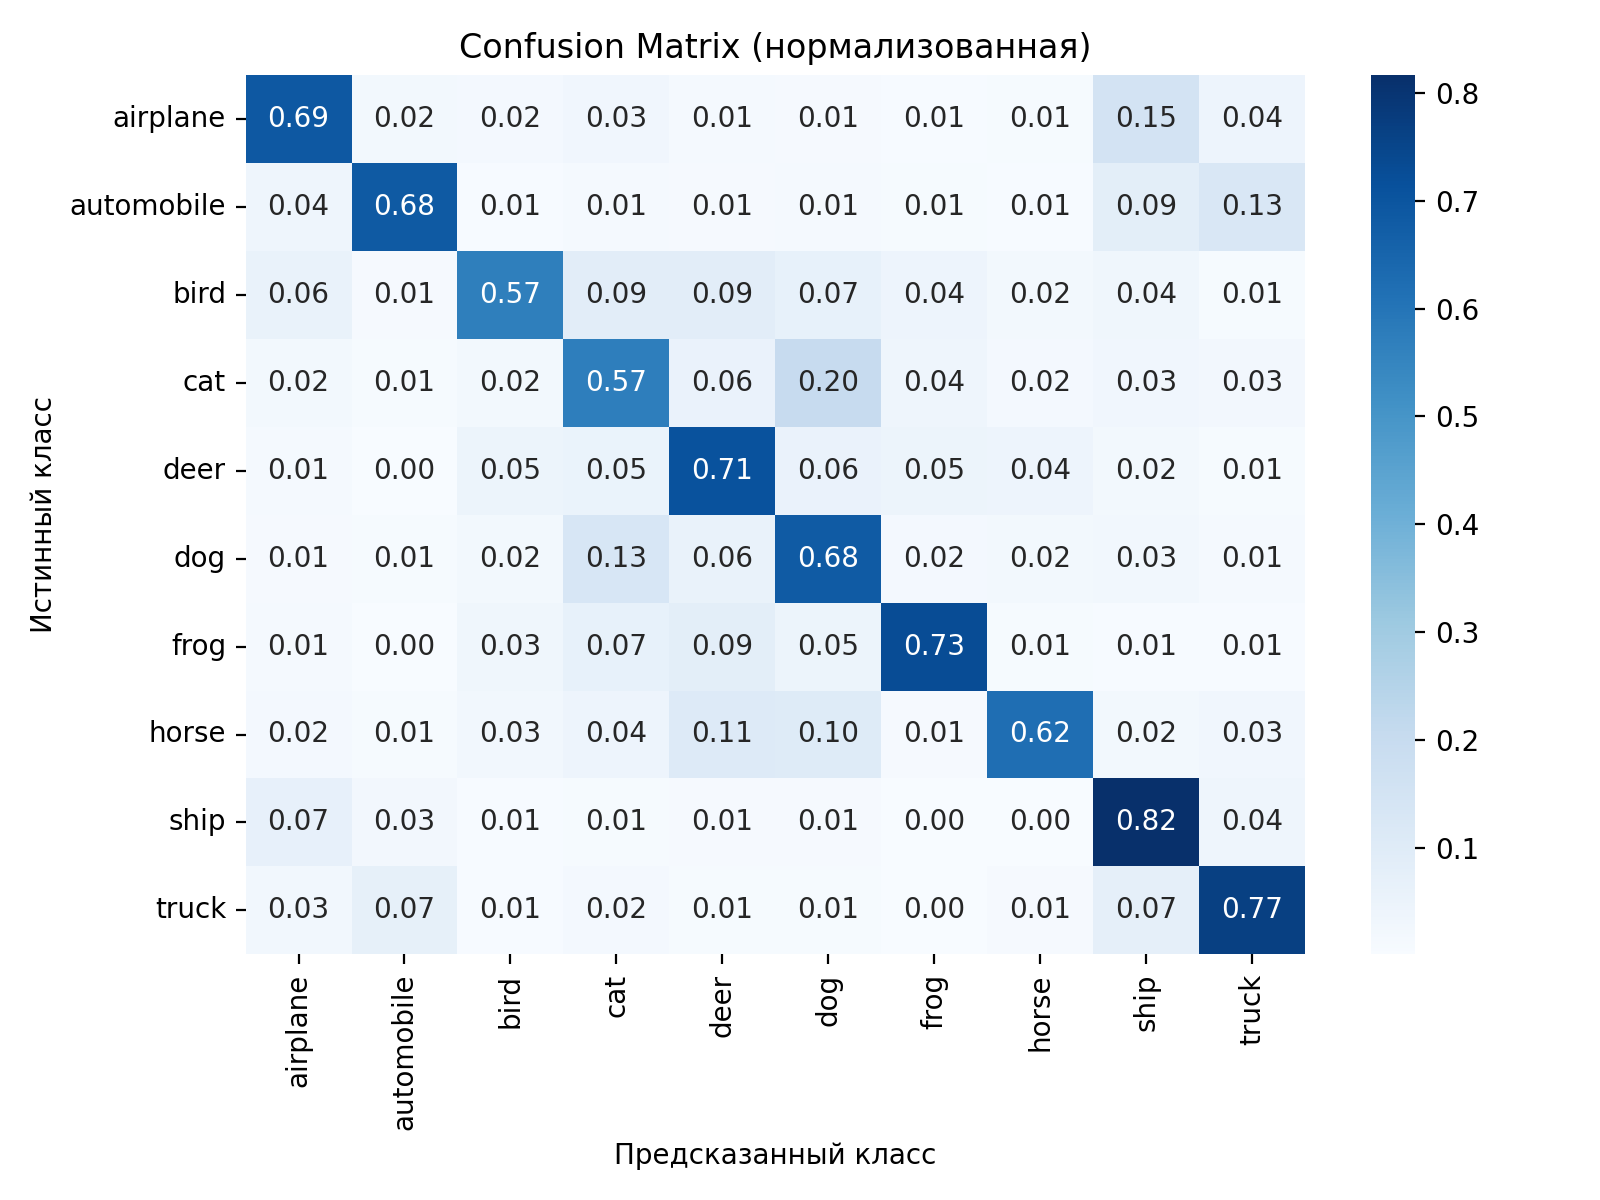 Confusion Matrix (нормализованная)
airplane 0.69 0.02 0.02 0.03 0.01 0.01 0.01 0.01 0.15 0.04
automobile 0.04 0.68 0.01 0.01 0.01 0.01 0.01 0.01 0.09 0.13
bird 0.06 0.01 0.57 0.09 0.09 0.07 0.04 0.02 0.04 0.01
cat 0.02 0.01 0.02 0.57 0.06 0.20 0.04 0.02 0.03 0.03
deer 0.01 0.00 0.05 0.05 0.71 0.06 0.05 0.04 0.02 0.01
dog 0.01 0.01 0.02 0.13 0.06 0.68 0.02 0.02 0.03 0.01
frog 0.01 0.00 0.03 0.07 0.09 0.05 0.73 0.01 0.01 0.01
horse 0.02 0.01 0.03 0.04 0.11 0.10 0.01 0.62 0.02 0.03
ship 0.07 0.03 0.01 0.01 0.01 0.01 0.00 0.00 0.82 0.04
truck 0.03 0.07 0.01 0.02 0.01 0.01 0.00 0.01 0.07 0.77
airplane automobile bird cat deer dog frog horse ship truck
Предсказанный класс
Истинный класс
0.8
0.7
0.6
0.5
0.4
0.3
0.2
0.1